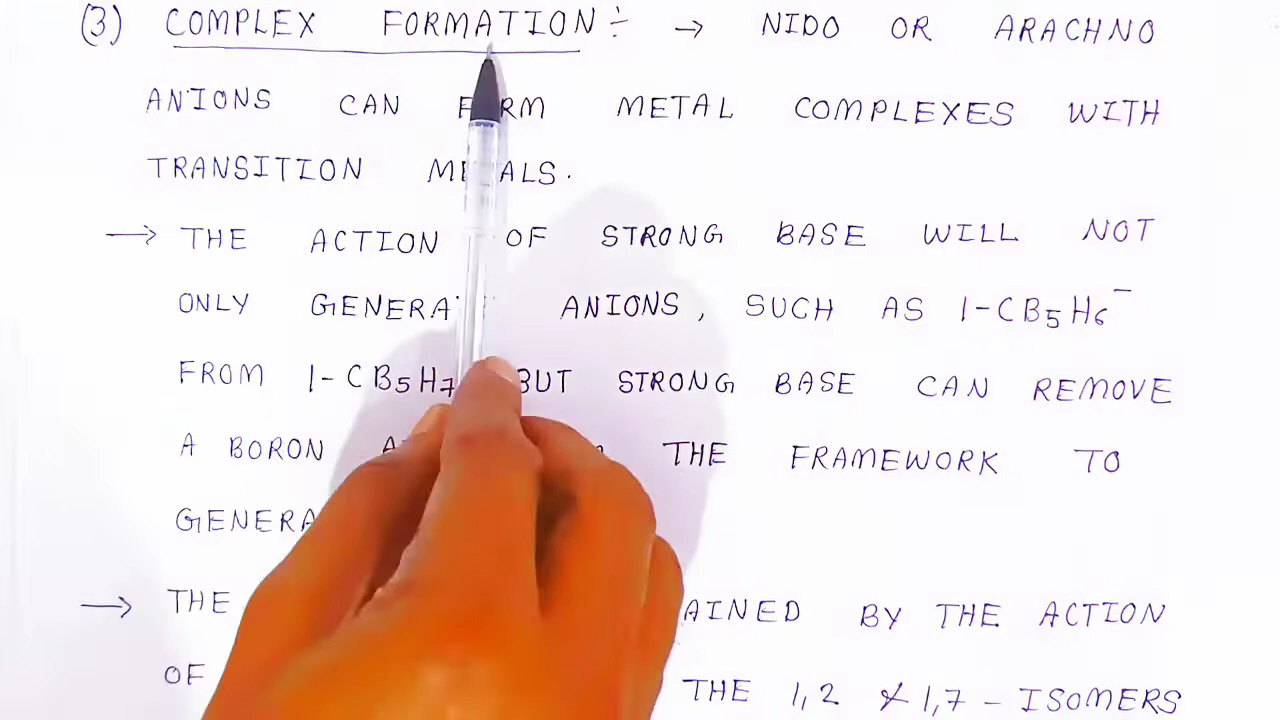 (3) COMPLEX FORMATION ÷ → NIDO OR ARACHNO
ANIONS CAN FORM METAL COMPLEXES WITH
TRANSITION METALS.
→ THE ACTION OF STRONG BASE WILL NOT
ONLY GENERATE ANIONS, SUCH AS 1-CB₅H₆⁻
FROM 1-CB₅H₇ BUT STRONG BASE CAN REMOVE
A BORON THE FRAMEWORK TO
→ THE BY THE ACTION
OF THE 1,2 & 1,7 - ISOMERS